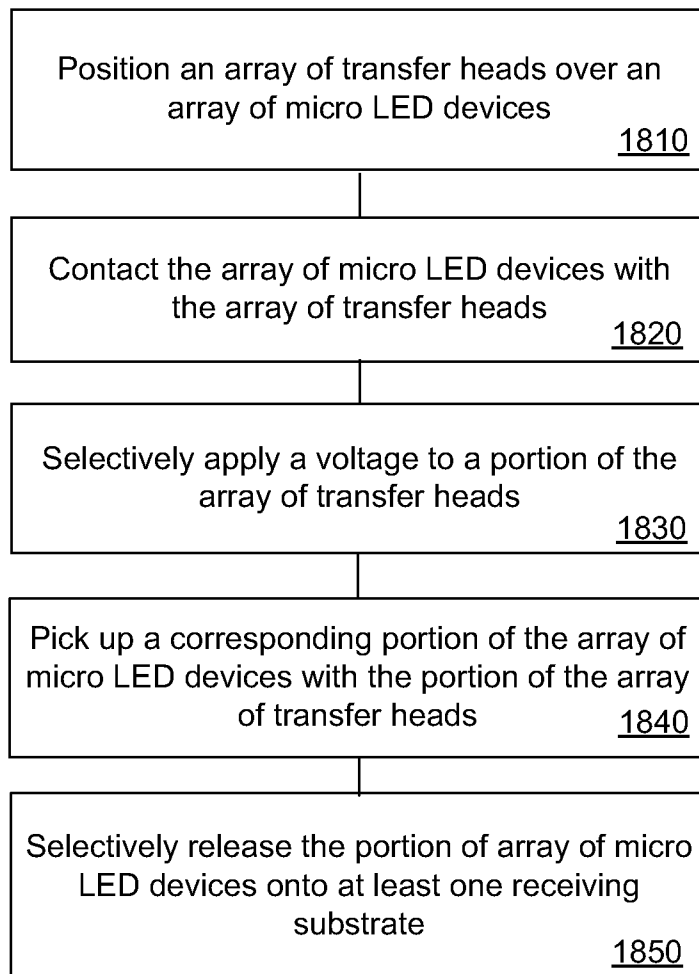 Position an array of transfer heads over an
array of micro LED devices
1810
Contact the array of micro LED devices with
the array of transfer heads
1820
Selectively apply a voltage to a portion of the
array of transfer heads
1830
Pick up a corresponding portion of the array of
micro LED devices with the portion of the array
of transfer heads
1840
Selectively release the portion of array of micro
LED devices onto at least one receiving
substrate
1850